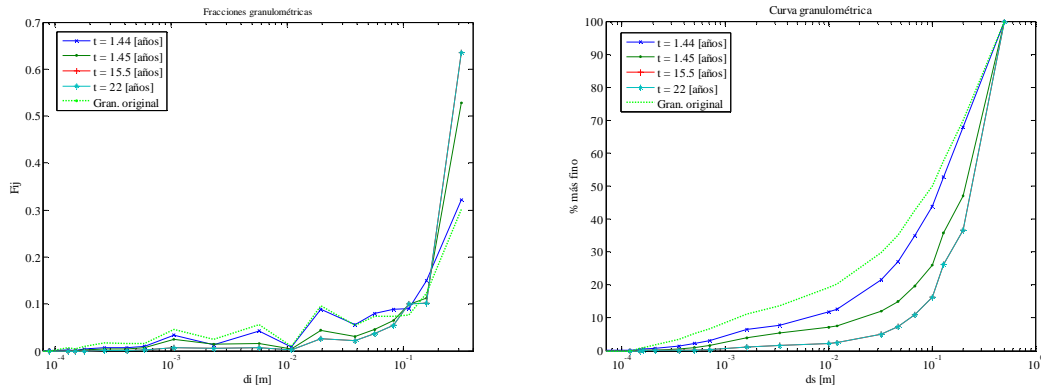 Fracciones granulométricas
t = 1.44 [años]
t = 1.45 [años]
t = 15.5 [años]
t = 22 [años]
Gran. original
0.7
0.6
0.5
0.4
0.3
0.2
0.1
0
Fij
10-4
10-3
10-2
10-1
di [m]
Curva granulométrica
t = 1.44 [años]
t = 1.45 [años]
t = 15.5 [años]
t = 22 [años]
Gran. original
100
90
80
70
60
50
40
30
20
10
0
% más fino
10-4
10-3
10-2
10-1
ds [m]